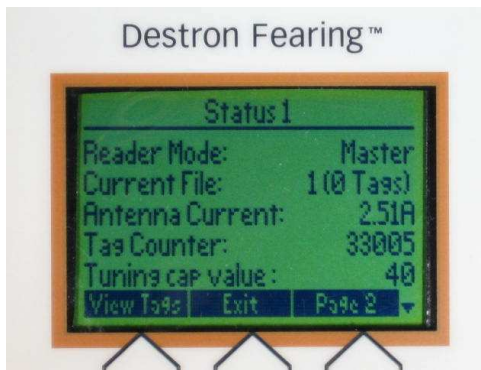 Destron Fearing™
Status 1
Reader Mode: Master
Current File: 1(0 Tags)
Antenna Current: 2.51A
Tag Counter: 33005
Tuning cap value : 40
View Tags Exit Page 2